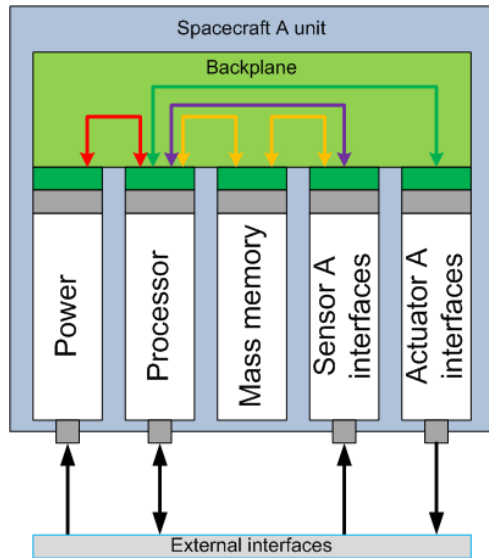 Spacecraft A unit
Backplane
Power
Processor
Mass memory
Sensor A
interfaces
Actuator A
interfaces
External interfaces